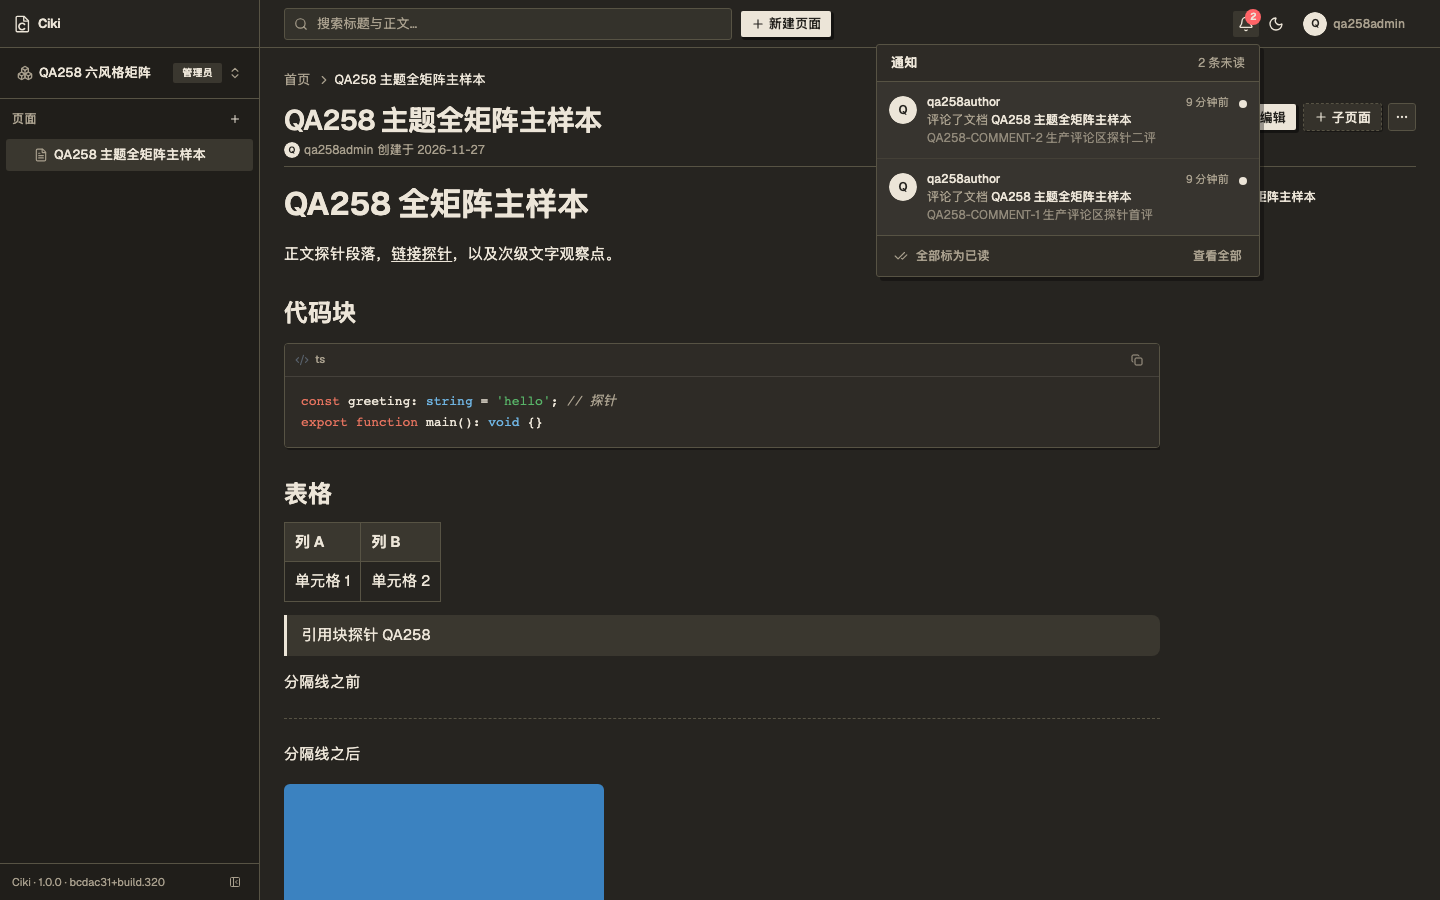 Ciki
搜索标题与正文...
+ 新建页面
2
Q qa258admin
QA258 六风格矩阵 管理员
页面 +
QA258 主题全矩阵主样本
首页 > QA258 主题全矩阵主样本
QA258 主题全矩阵主样本
Q qa258admin 创建于 2026-11-27
编辑
+ 子页面
通知 2 条未读
Q qa258author 9 分钟前
评论了文档 QA258 主题全矩阵主样本
QA258-COMMENT-2 生产评论区探针二评
Q qa258author 9 分钟前
评论了文档 QA258 主题全矩阵主样本
QA258-COMMENT-1 生产评论区探针首评
全部标为已读 查看全部
矩阵主样本
QA258 全矩阵主样本
正文探针段落，链接探针，以及次级文字观察点。
代码块
</> ts
const greeting: string = 'hello'; // 探针
export function main(): void {}
表格
列 A 列 B
单元格 1 单元格 2
引用块探针 QA258
分隔线之前
分隔线之后
Ciki · 1.0.0 · bcdac31+build.320